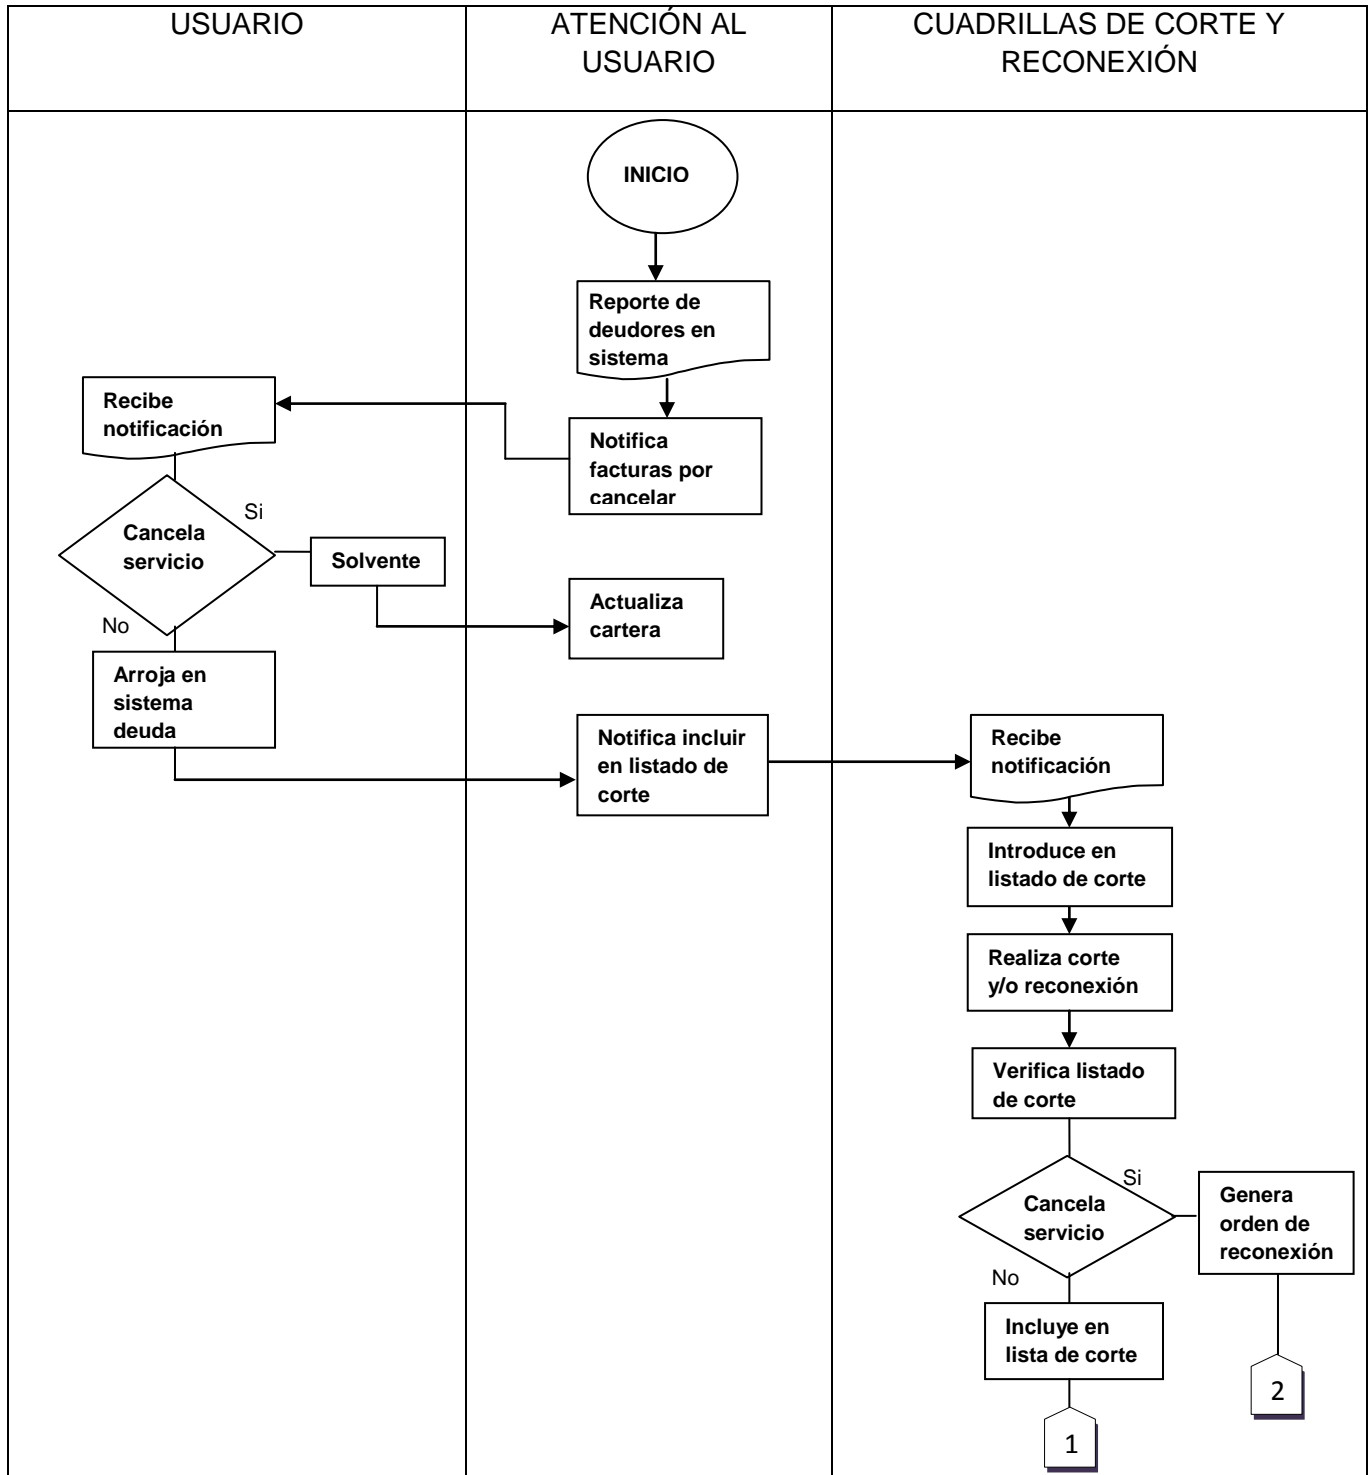 USUARIO
ATENCIÓN AL
USUARIO
CUADRILLAS DE CORTE Y
RECONEXIÓN
INICIO
Reporte de
deudores en
sistema
Recibe
notificación
Notifica
facturas por
cancelar
Si
Cancela
servicio
Solvente
Actualiza
cartera
No
Arroja en
sistema
deuda
Notifica incluir
en listado de
corte
Recibe
notificación
Introduce en
listado de corte
Realiza corte
y/o reconexión
Verifica listado
de corte
Si
Cancela
servicio
Genera
orden de
reconexión
No
Incluye en
lista de corte
2
1